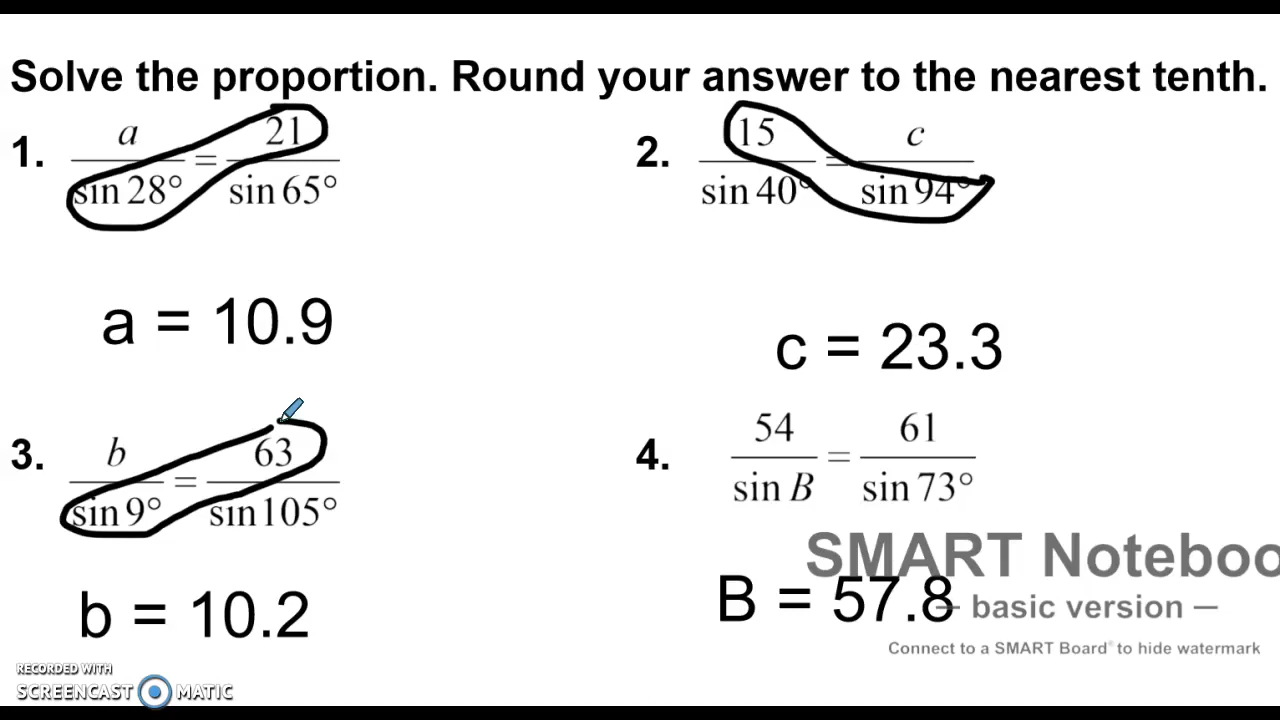 Solve the proportion. Round your answer to the nearest tenth.
1. a / sin 28° = 21 / sin 65°
2. 15 / sin 40° = c / sin 94°
a = 10.9
c = 23.3
3. b / sin 9° = 63 / sin 105°
4. 54 / sin B = 61 / sin 73°
b = 10.2
B = 57.8
SMART Noteboo
— basic version —
Connect to a SMART Board® to hide watermark
RECORDED WITH
SCREENCAST MATIC